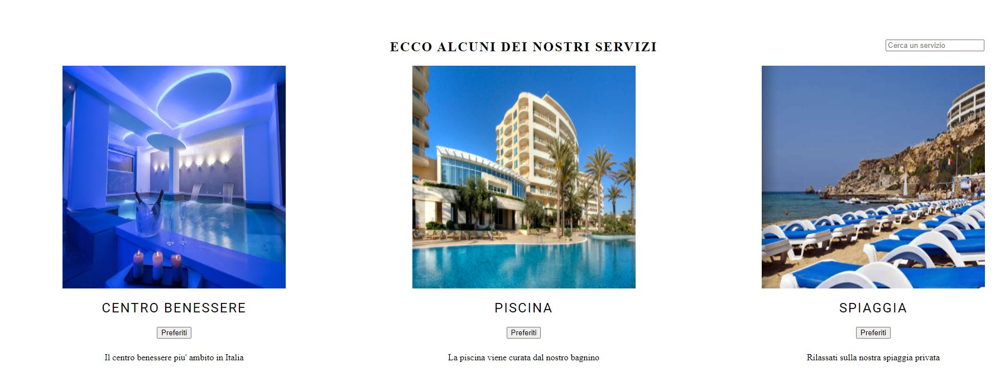 ECCO ALCUNI DEI NOSTRI SERVIZI
Cerca un servizio
CENTRO BENESSERE
PISCINA
SPIAGGIA
Preferiti
Preferiti
Preferiti
Il centro benessere piu' ambito in Italia
La piscina viene curata dal nostro bagnino
Rilassati sulla nostra spiaggia privata